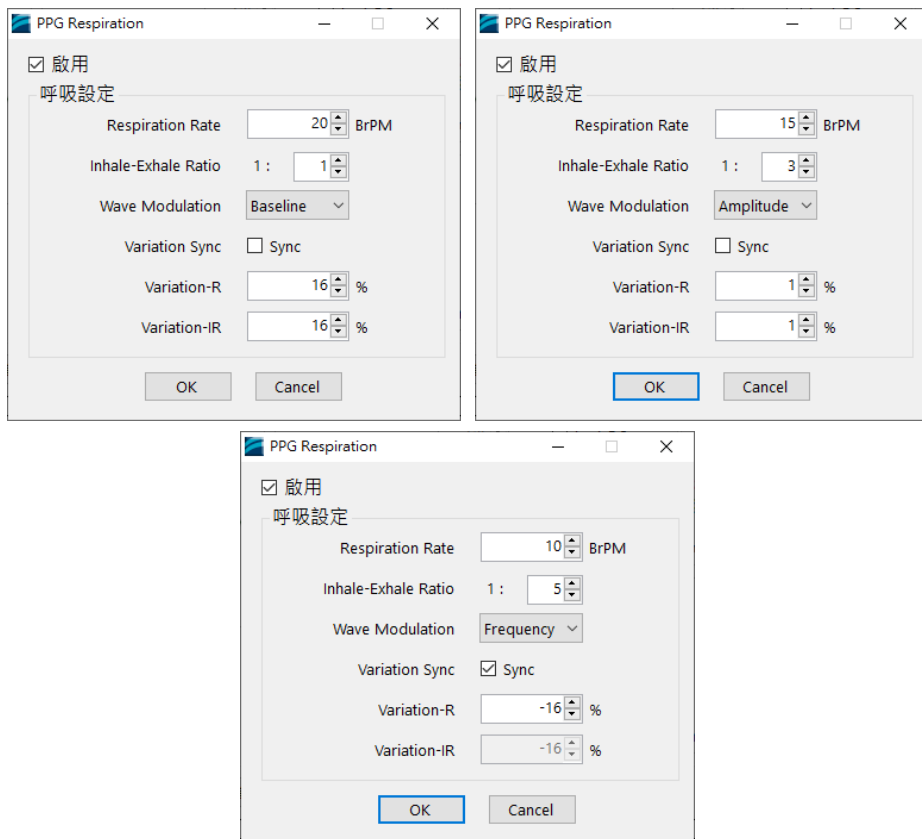 PPG Respiration
啟用
呼吸設定
Respiration Rate 20 BrPM
Inhale-Exhale Ratio 1 : 1
Wave Modulation Baseline
Variation Sync Sync
Variation-R 16 %
Variation-IR 16 %
OK Cancel
PPG Respiration
啟用
呼吸設定
Respiration Rate 15 BrPM
Inhale-Exhale Ratio 1 : 3
Wave Modulation Amplitude
Variation Sync Sync
Variation-R 1 %
Variation-IR 1 %
OK Cancel
PPG Respiration
啟用
呼吸設定
Respiration Rate 10 BrPM
Inhale-Exhale Ratio 1 : 5
Wave Modulation Frequency
Variation Sync Sync
Variation-R -16 %
Variation-IR -16 %
OK Cancel